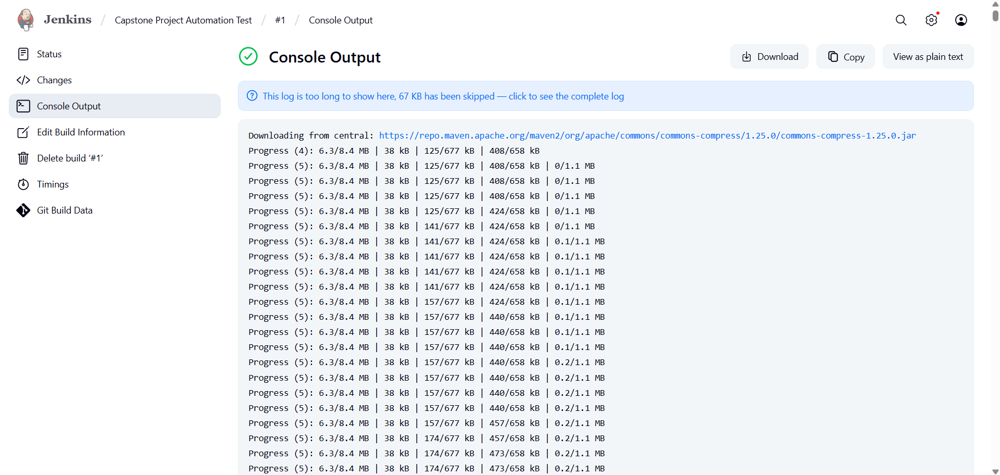 Jenkins / Capstone Project Automation Test / #1 / Console Output
Status
Changes
Console Output
Edit Build Information
Delete build ‘#1’
Timings
Git Build Data
Console Output
Download
Copy
View as plain text
This log is too long to show here, 67 KB has been skipped — click to see the complete log
Downloading from central: https://repo.maven.apache.org/maven2/org/apache/commons/commons-compress/1.25.0/commons-compress-1.25.0.jar
Progress (4): 6.3/8.4 MB | 38 kB | 125/677 kB | 408/658 kB
Progress (5): 6.3/8.4 MB | 38 kB | 125/677 kB | 408/658 kB | 0/1.1 MB
Progress (5): 6.3/8.4 MB | 38 kB | 125/677 kB | 408/658 kB | 0/1.1 MB
Progress (5): 6.3/8.4 MB | 38 kB | 125/677 kB | 408/658 kB | 0/1.1 MB
Progress (5): 6.3/8.4 MB | 38 kB | 125/677 kB | 424/658 kB | 0/1.1 MB
Progress (5): 6.3/8.4 MB | 38 kB | 141/677 kB | 424/658 kB | 0/1.1 MB
Progress (5): 6.3/8.4 MB | 38 kB | 141/677 kB | 424/658 kB | 0.1/1.1 MB
Progress (5): 6.3/8.4 MB | 38 kB | 141/677 kB | 424/658 kB | 0.1/1.1 MB
Progress (5): 6.3/8.4 MB | 38 kB | 141/677 kB | 424/658 kB | 0.1/1.1 MB
Progress (5): 6.3/8.4 MB | 38 kB | 141/677 kB | 424/658 kB | 0.1/1.1 MB
Progress (5): 6.3/8.4 MB | 38 kB | 157/677 kB | 424/658 kB | 0.1/1.1 MB
Progress (5): 6.3/8.4 MB | 38 kB | 157/677 kB | 440/658 kB | 0.1/1.1 MB
Progress (5): 6.3/8.4 MB | 38 kB | 157/677 kB | 440/658 kB | 0.1/1.1 MB
Progress (5): 6.3/8.4 MB | 38 kB | 157/677 kB | 440/658 kB | 0.1/1.1 MB
Progress (5): 6.3/8.4 MB | 38 kB | 157/677 kB | 440/658 kB | 0.2/1.1 MB
Progress (5): 6.3/8.4 MB | 38 kB | 157/677 kB | 440/658 kB | 0.2/1.1 MB
Progress (5): 6.3/8.4 MB | 38 kB | 157/677 kB | 440/658 kB | 0.2/1.1 MB
Progress (5): 6.3/8.4 MB | 38 kB | 157/677 kB | 440/658 kB | 0.2/1.1 MB
Progress (5): 6.3/8.4 MB | 38 kB | 157/677 kB | 457/658 kB | 0.2/1.1 MB
Progress (5): 6.3/8.4 MB | 38 kB | 174/677 kB | 457/658 kB | 0.2/1.1 MB
Progress (5): 6.3/8.4 MB | 38 kB | 174/677 kB | 473/658 kB | 0.2/1.1 MB
Progress (5): 6.3/8.4 MB | 38 kB | 174/677 kB | 473/658 kB | 0.2/1.1 MB